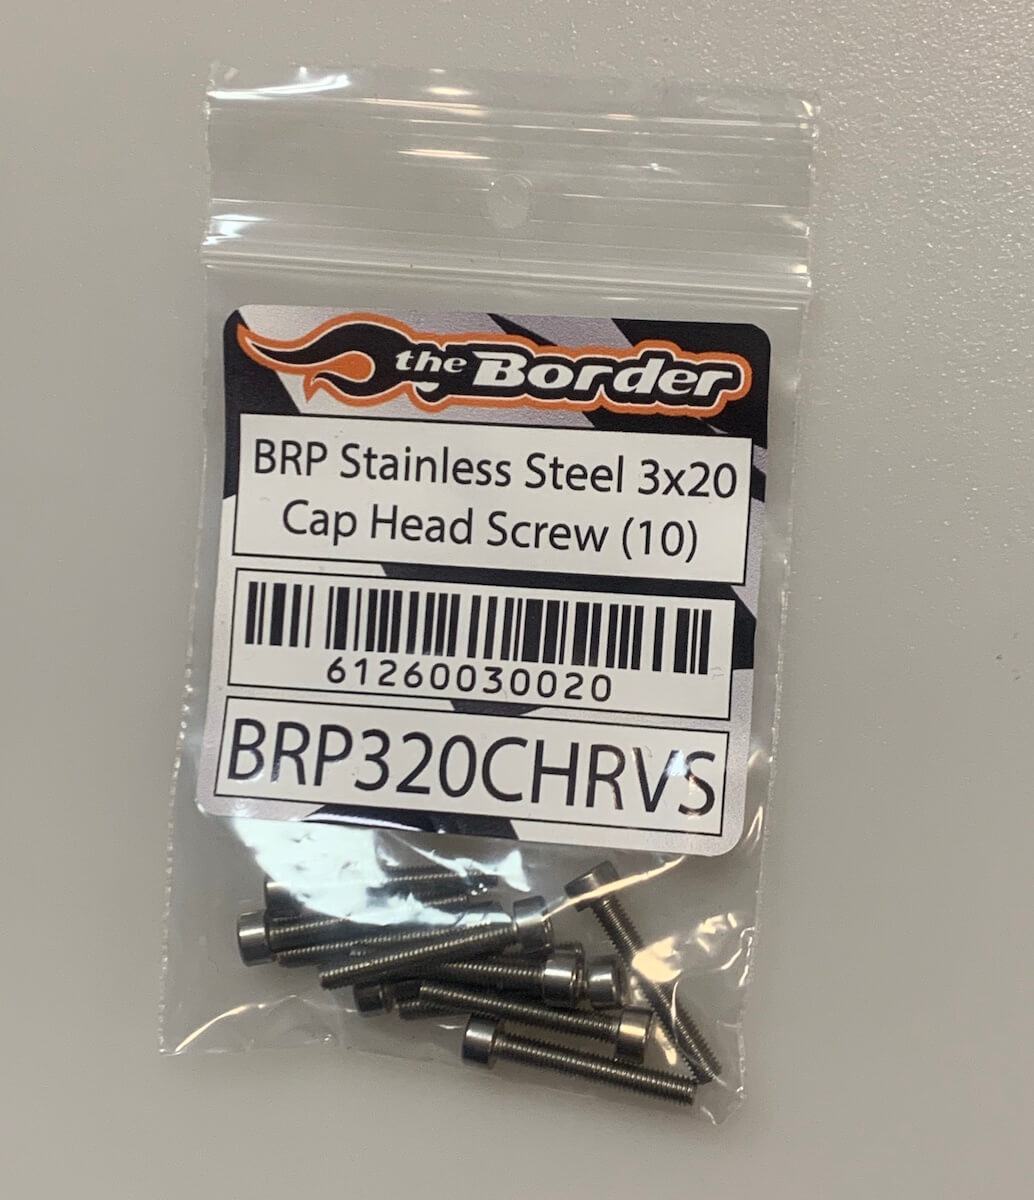 the Border
BRP Stainless Steel 3x20
Cap Head Screw (10)
61260030020
BRP320CHRVS